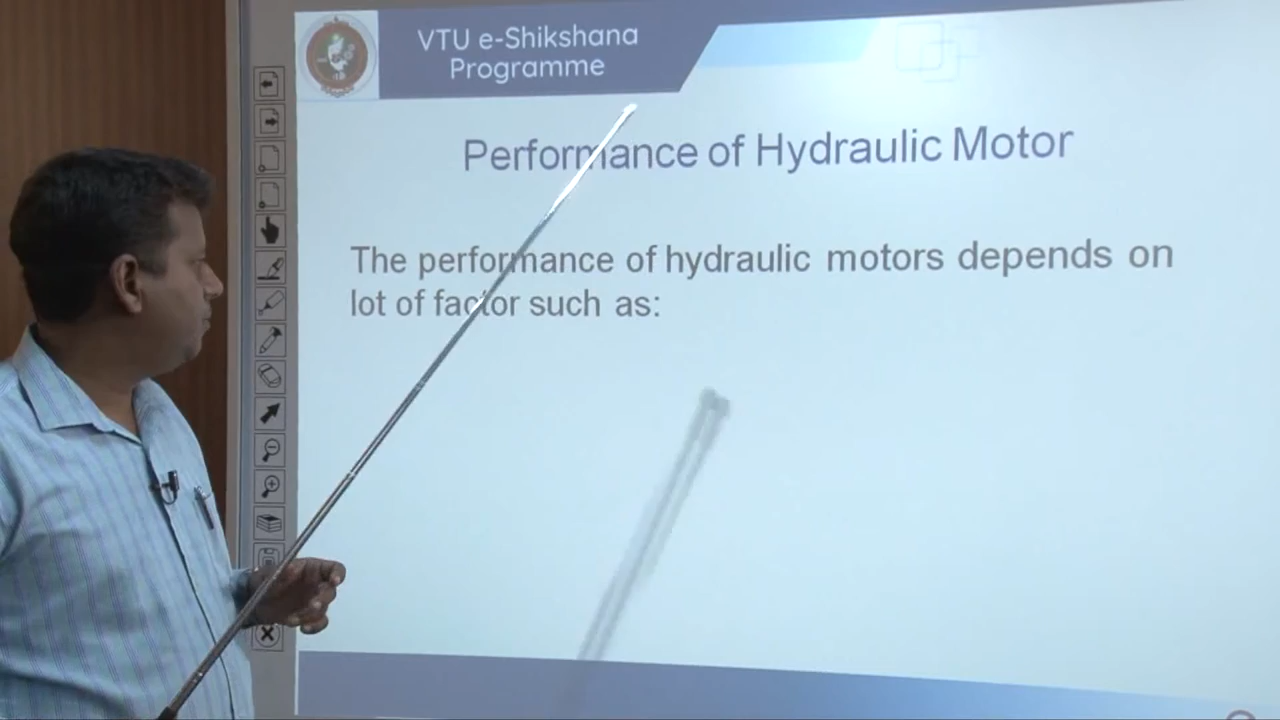 VTU e-Shikshana
Programme
Performance of Hydraulic Motor
The performance of hydraulic motors depends on
lot of factor such as: